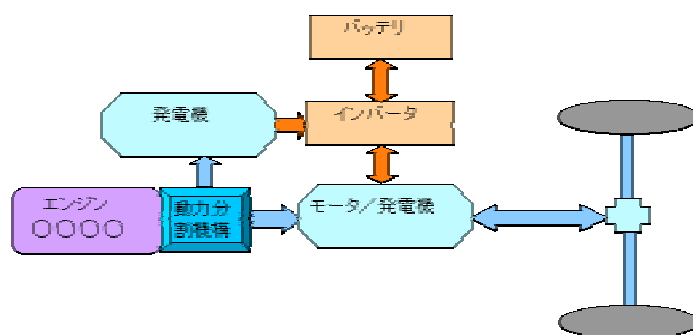 バッテリ
発電機
インバータ
エンジン
○○○○
動力分
割機構
モータ/発電機